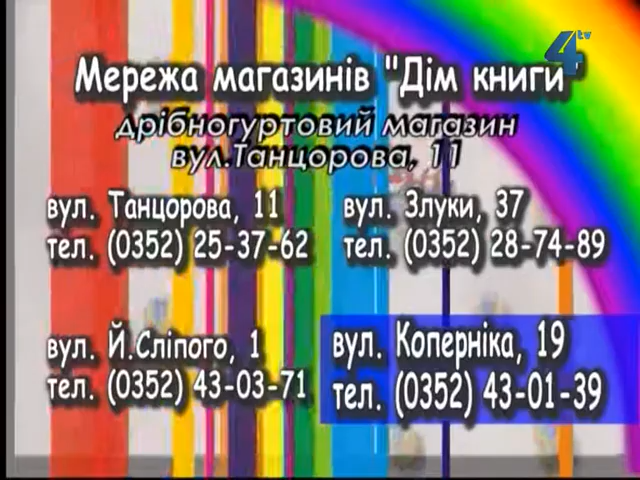 4tv
Мережа магазинів "Дім книги"
дрібногуртовий магазин
вул.Танцорова, 11
вул. Танцорова, 11
тел. (0352) 25-37-62
вул. Злуки, 37
тел. (0352) 28-74-89
вул. Й.Сліпого, 1
тел. (0352) 43-03-71
вул. Коперніка, 19
тел. (0352) 43-01-39